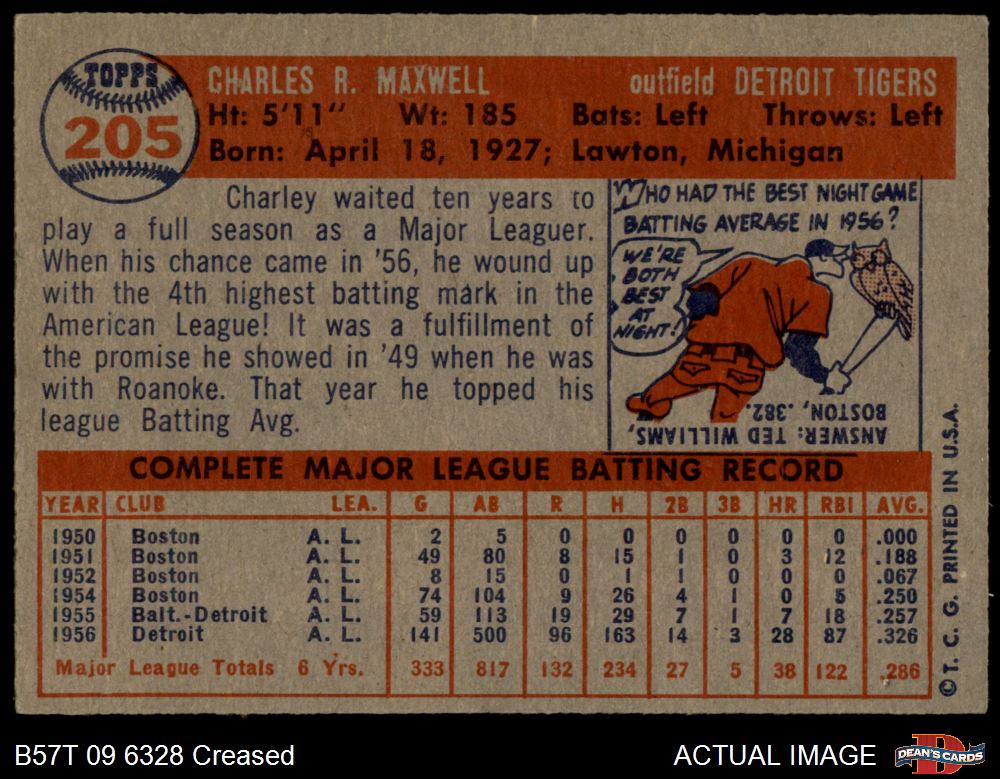 TOPPS
205
CHARLES R. MAXWELL outfield DETROIT TIGERS
Ht: 5'11" Wt: 185 Bats: Left Throws: Left
Born: April 18, 1927; Lawton, Michigan
Charley waited ten years to
play a full season as a Major Leaguer.
When his chance came in '56, he wound up
with the 4th highest batting mark in the
American League! It was a fulfillment of
the promise he showed in '49 when he was
with Roanoke. That year he topped his
league Batting Avg.
WHO HAD THE BEST NIGHT GAME
BATTING AVERAGE IN 1956?
WE'RE
BOTH
BEST
AT
NIGHT!
ANSWER: TED WILLIAMS,
BOSTON, .382.
COMPLETE MAJOR LEAGUE BATTING RECORD
YEAR CLUB LEA. G AB R H 2B 3B HR RBI AVG.
1950 Boston A. L. 2 5 0 0 0 0 0 0 .000
1951 Boston A. L. 49 80 8 15 1 0 3 12 .188
1952 Boston A. L. 8 15 0 1 1 0 0 0 .067
1954 Boston A. L. 74 104 9 26 4 1 0 5 .250
1955 Balt.-Detroit A. L. 59 113 19 29 7 1 7 18 .257
1956 Detroit A. L. 141 500 96 163 14 3 28 87 .326
Major League Totals 6 Yrs. 333 817 132 234 27 5 38 122 .286
© T. C. G. PRINTED IN U.S.A.
B57T 09 6328 Creased ACTUAL IMAGE
DEAN'S CARDS